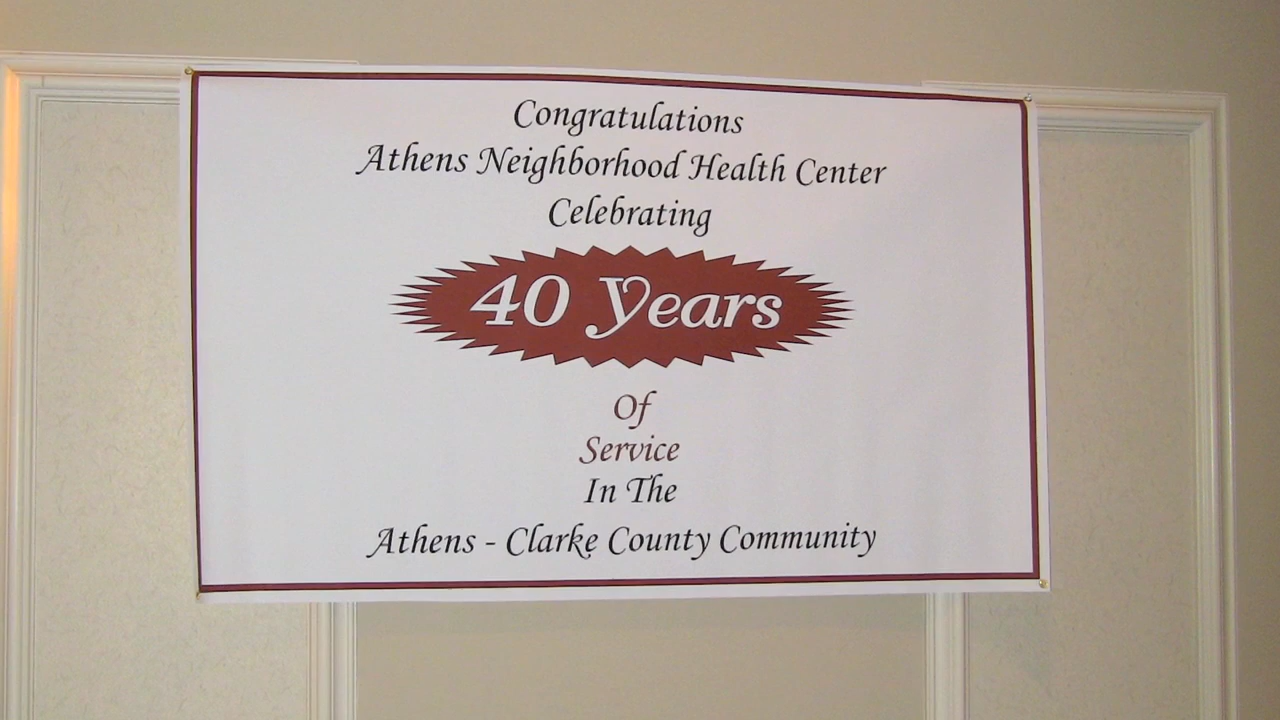 Congratulations
Athens Neighborhood Health Center
Celebrating
40 Years
Of
Service
In The
Athens - Clarke County Community